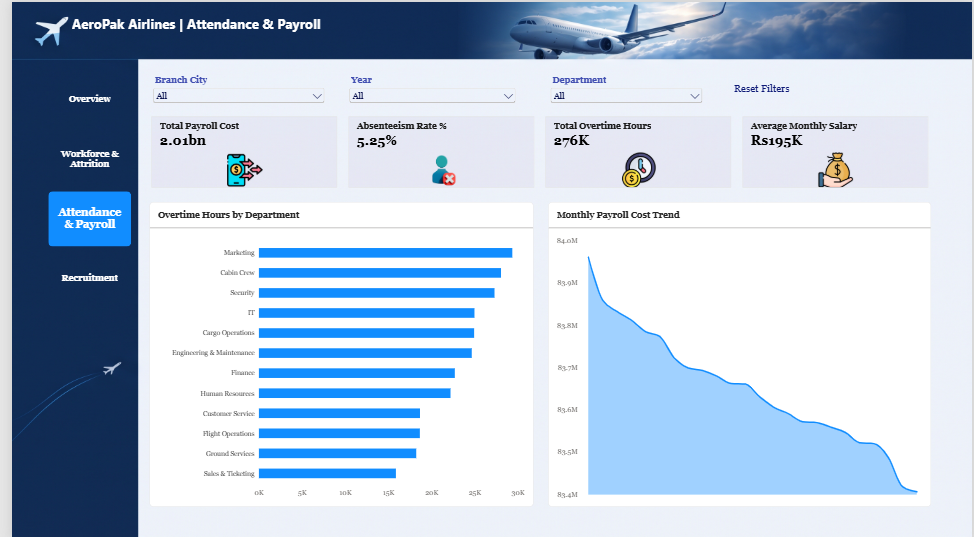 AeroPak Airlines | Attendance & Payroll
Overview
Workforce &
Attrition
Attendance
& Payroll
Recruitment
Branch City
All
Year
All
Department
All
Reset Filters
Total Payroll Cost
2.01bn
Absenteeism Rate %
5.25%
Total Overtime Hours
276K
Average Monthly Salary
Rs195K
Overtime Hours by Department
Marketing
Cabin Crew
Security
IT
Cargo Operations
Engineering & Maintenance
Finance
Human Resources
Customer Service
Flight Operations
Ground Services
Sales & Ticketing
0K 5K 10K 15K 20K 25K 30K
Monthly Payroll Cost Trend
84.0M
83.9M
83.8M
83.7M
83.6M
83.5M
83.4M